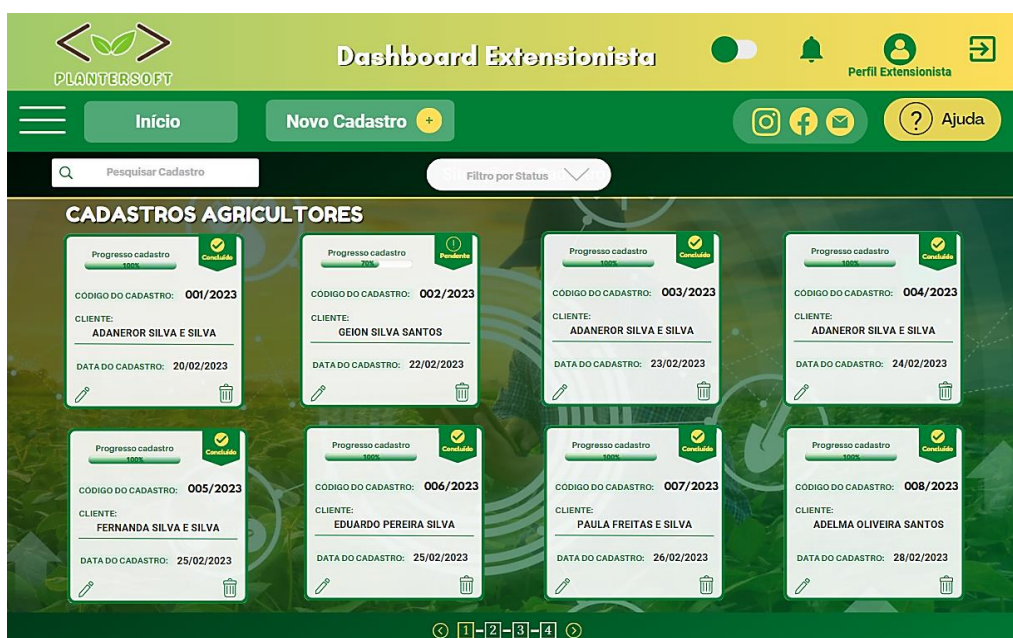 PLANTERSOFT
Dashboard Extensionista
Perfil Extensionista
Início
Novo Cadastro +
? Ajuda
Pesquisar Cadastro
Filtro por Status
CADASTROS AGRICULTORES
Progresso cadastro
100%
Concluído
CÓDIGO DO CADASTRO: 001/2023
CLIENTE:
ADANEROR SILVA E SILVA
DATA DO CADASTRO: 20/02/2023
Progresso cadastro
70%
Pendente
CÓDIGO DO CADASTRO: 002/2023
CLIENTE:
GEION SILVA SANTOS
DATA DO CADASTRO: 22/02/2023
Progresso cadastro
100%
Concluído
CÓDIGO DO CADASTRO: 003/2023
CLIENTE:
ADANEROR SILVA E SILVA
DATA DO CADASTRO: 23/02/2023
Progresso cadastro
100%
Concluído
CÓDIGO DO CADASTRO: 004/2023
CLIENTE:
ADANEROR SILVA E SILVA
DATA DO CADASTRO: 24/02/2023
Progresso cadastro
100%
Concluído
CÓDIGO DO CADASTRO: 005/2023
CLIENTE:
FERNANDA SILVA E SILVA
DATA DO CADASTRO: 25/02/2023
Progresso cadastro
100%
Concluído
CÓDIGO DO CADASTRO: 006/2023
CLIENTE:
EDUARDO PEREIRA SILVA
DATA DO CADASTRO: 25/02/2023
Progresso cadastro
100%
Concluído
CÓDIGO DO CADASTRO: 007/2023
CLIENTE:
PAULA FREITAS E SILVA
DATA DO CADASTRO: 26/02/2023
Progresso cadastro
100%
Concluído
CÓDIGO DO CADASTRO: 008/2023
CLIENTE:
ADELMA OLIVEIRA SANTOS
DATA DO CADASTRO: 28/02/2023
1-2-3-4